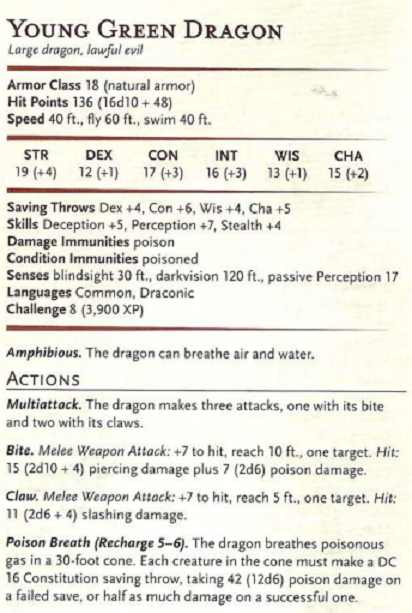 YOUNG GREEN DRAGON
Large dragon, lawful evil
Armor Class 18 (natural armor)
Hit Points 136 (16d10 + 48)
Speed 40 ft., fly 60 ft., swim 40 ft.
STR DEX CON INT WIS CHA
19 (+4) 12 (+1) 17 (+3) 16 (+3) 13 (+1) 15 (+2)
Saving Throws Dex +4, Con +6, Wis +4, Cha +5
Skills Deception +5, Perception +7, Stealth +4
Damage Immunities poison
Condition Immunities poisoned
Senses blindsight 30 ft., darkvision 120 ft., passive Perception 17
Languages Common, Draconic
Challenge 8 (3,900 XP)
Amphibious. The dragon can breathe air and water.
ACTIONS
Multiattack. The dragon makes three attacks, one with its bite
and two with its claws.
Bite. Melee Weapon Attack: +7 to hit, reach 10 ft., one target. Hit:
15 (2d10 + 4) piercing damage plus 7 (2d6) poison damage.
Claw. Melee Weapon Attack: +7 to hit, reach 5 ft., one target. Hit:
11 (2d6 + 4) slashing damage.
Poison Breath (Recharge 5–6). The dragon breathes poisonous
gas in a 30-foot cone. Each creature in the cone must make a DC
16 Constitution saving throw, taking 42 (12d6) poison damage on
a failed save, or half as much damage on a successful one.